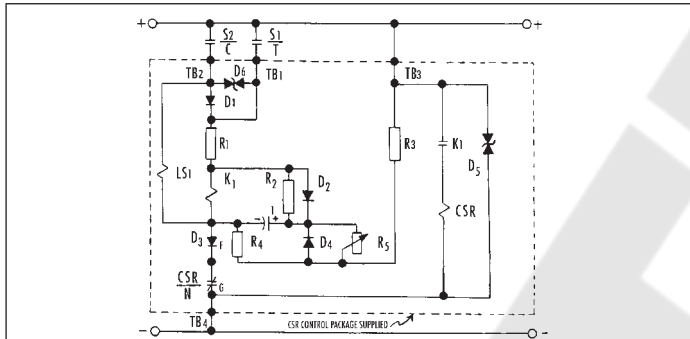 + +
S2
C
S1
T
TB2 D6 TB1 TB3
D1
R1 R3 K1
D5
LS1 K1 R2 D2
CSR
- 1 +
D3 F R4 D4 R5
CSR
N
G
TB4 CSR CONTROL PACKAGE SUPPLIED
- -